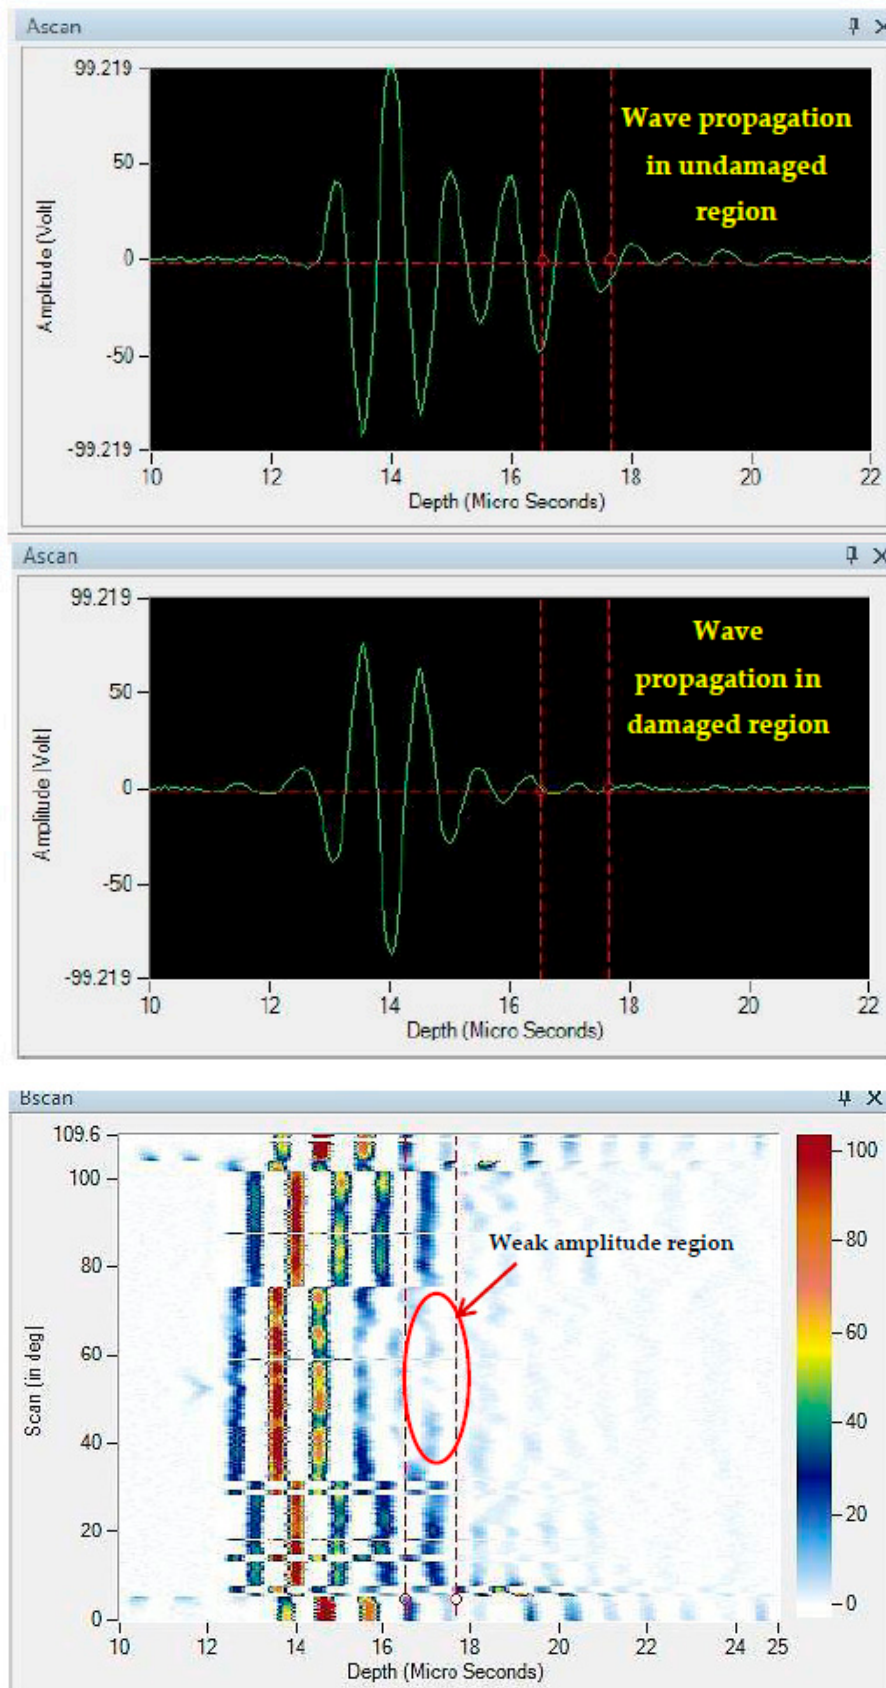 Ascan
99.219
50
0
-50
-99.219
Amplitude [Volt]
Wave propagation
in undamaged
region
10 12 14 16 18 20 22
Depth (Micro Seconds)
Ascan
99.219
50
0
-50
-99.219
Amplitude [Volt]
Wave
propagation in
damaged region
10 12 14 16 18 20 22
Depth (Micro Seconds)
Bscan
109.6
100
80
60
40
20
0
Scan (in deg)
Weak amplitude region
100
80
60
40
20
0
10 12 14 16 18 20 22 24 25
Depth (Micro Seconds)